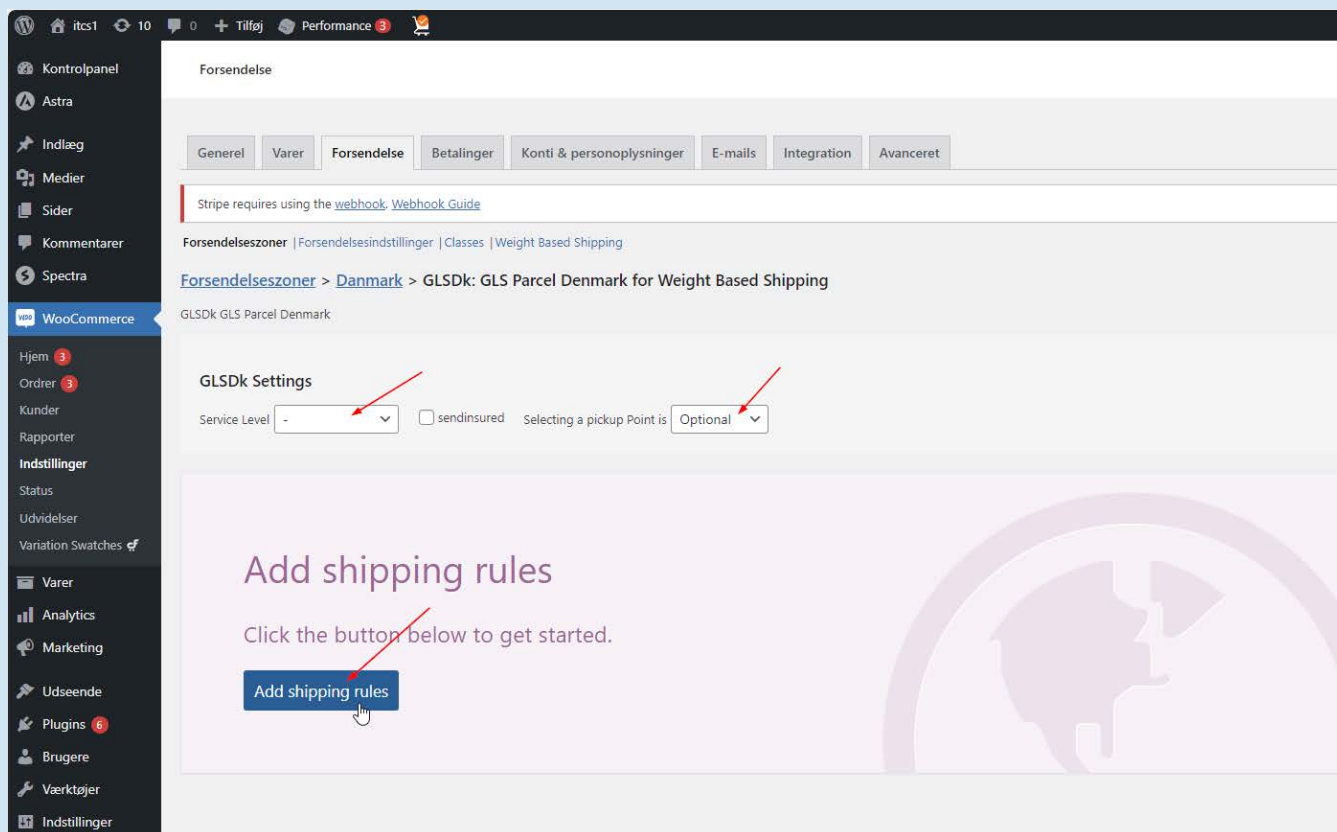 itcs1 10 0 + Tilføj Performance 3
Kontrolpanel
Astra
Indlæg
Medier
Sider
Kommentarer
Spectra
WOO WooCommerce
Hjem 3
Ordrer 3
Kunder
Rapporter
Indstillinger
Status
Udvidelser
Variation Swatches cf
Varer
Analytics
Marketing
Udseende
Plugins 6
Brugere
Værktøjer
Indstillinger
Forsendelse
Generel Varer Forsendelse Betalinger Konti & personoplysninger E-mails Integration Avanceret
Stripe requires using the webhook. Webhook Guide
Forsendelseszoner | Forsendelsesindstillinger | Classes | Weight Based Shipping
Forsendelseszoner > Danmark > GLSDk: GLS Parcel Denmark for Weight Based Shipping
GLSDk GLS Parcel Denmark
GLSDk Settings
Service Level - sendinsured Selecting a pickup Point is Optional
Add shipping rules
Click the button below to get started.
Add shipping rules